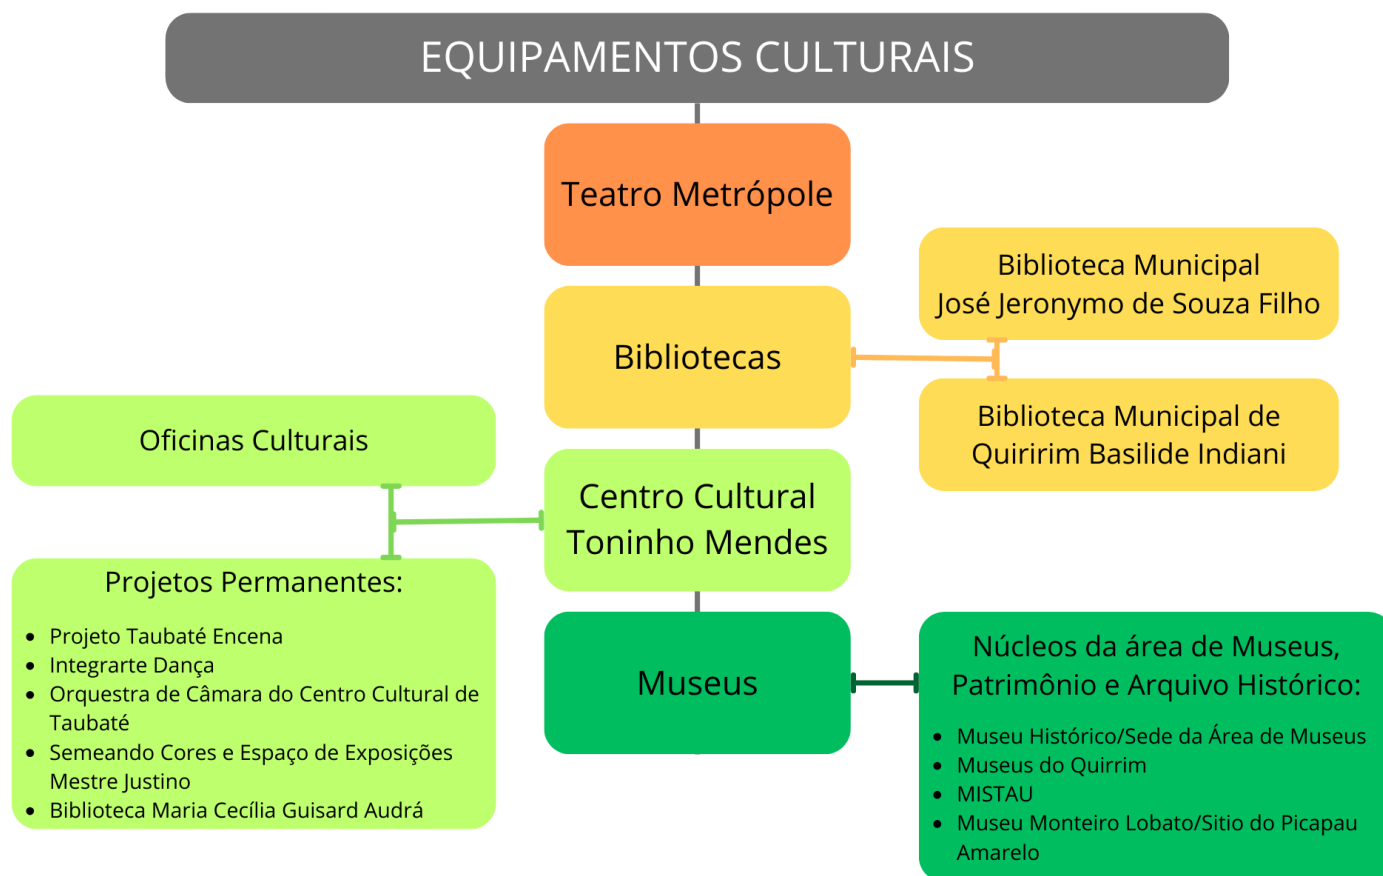 EQUIPAMENTOS CULTURAIS
Teatro Metrópole
Bibliotecas
Biblioteca Municipal
José Jeronymo de Souza Filho
Biblioteca Municipal de
Quiririm Basilide Indiani
Centro Cultural
Toninho Mendes
Oficinas Culturais
Projetos Permanentes:
• Projeto Taubaté Encena
• Integrarte Dança
• Orquestra de Câmara do Centro Cultural de
Taubaté
• Semeando Cores e Espaço de Exposições
Mestre Justino
• Biblioteca Maria Cecília Guisard Audrá
Museus
Núcleos da área de Museus,
Patrimônio e Arquivo Histórico:
• Museu Histórico/Sede da Área de Museus
• Museus do Quirrim
• MISTAU
• Museu Monteiro Lobato/Sitio do Picapau
Amarelo